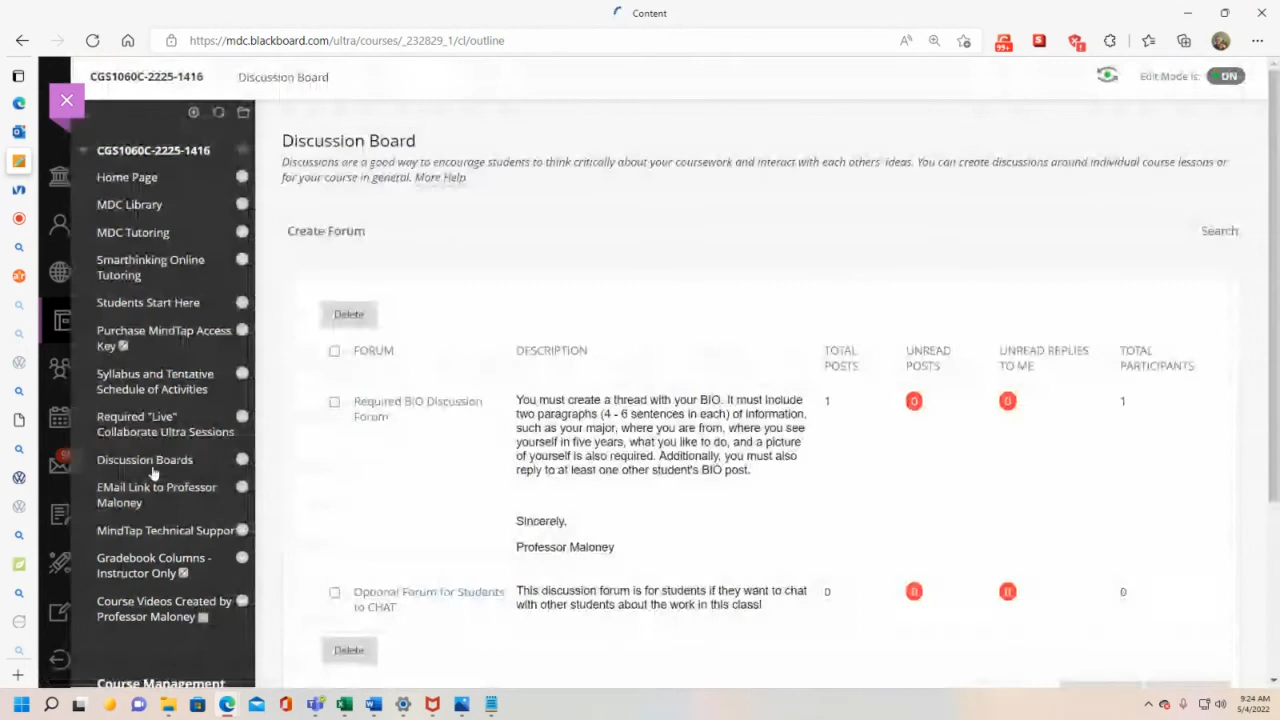 Content
https://mdc.blackboard.com/ultra/courses/_232829_1/cl/outline
99+
CGS1060C-2225-1416
Discussion Board
Edit Mode is:
ON
CGS1060C-2225-1416
Home Page
MDC Library
MDC Tutoring
Smarthinking Online
Tutoring
Students Start Here
Purchase MindTap Access
Key
Syllabus and Tentative
Schedule of Activities
Required "Live"
Collaborate Ultra Sessions
Discussion Boards
EMail Link to Professor
Maloney
MindTap Technical Support
Gradebook Columns -
Instructor Only
Course Videos Created by
Professor Maloney
Course Management
Discussion Board
Discussions are a good way to encourage students to think critically about your coursework and interact with each others' ideas. You can create discussions around individual course lessons or
for your course in general. More Help
Create Forum
Search
Delete
FORUM
DESCRIPTION
TOTAL
POSTS
UNREAD
POSTS
UNREAD REPLIES
TO ME
TOTAL
PARTICIPANTS
Required BIO Discussion
Forum
You must create a thread with your BIO. It must include
two paragraphs (4 - 6 sentences in each) of information,
such as your major, where you are from, where you see
yourself in five years, what you like to do, and a picture
of yourself is also required. Additionally, you must also
reply to at least one other student's BIO post.
Sincerely,
Professor Maloney
1
0
0
1
Optional Forum for Students
to CHAT
This discussion forum is for students if they want to chat
with other students about the work in this class!
0
0
0
0
Delete
9:24 AM
5/4/2022